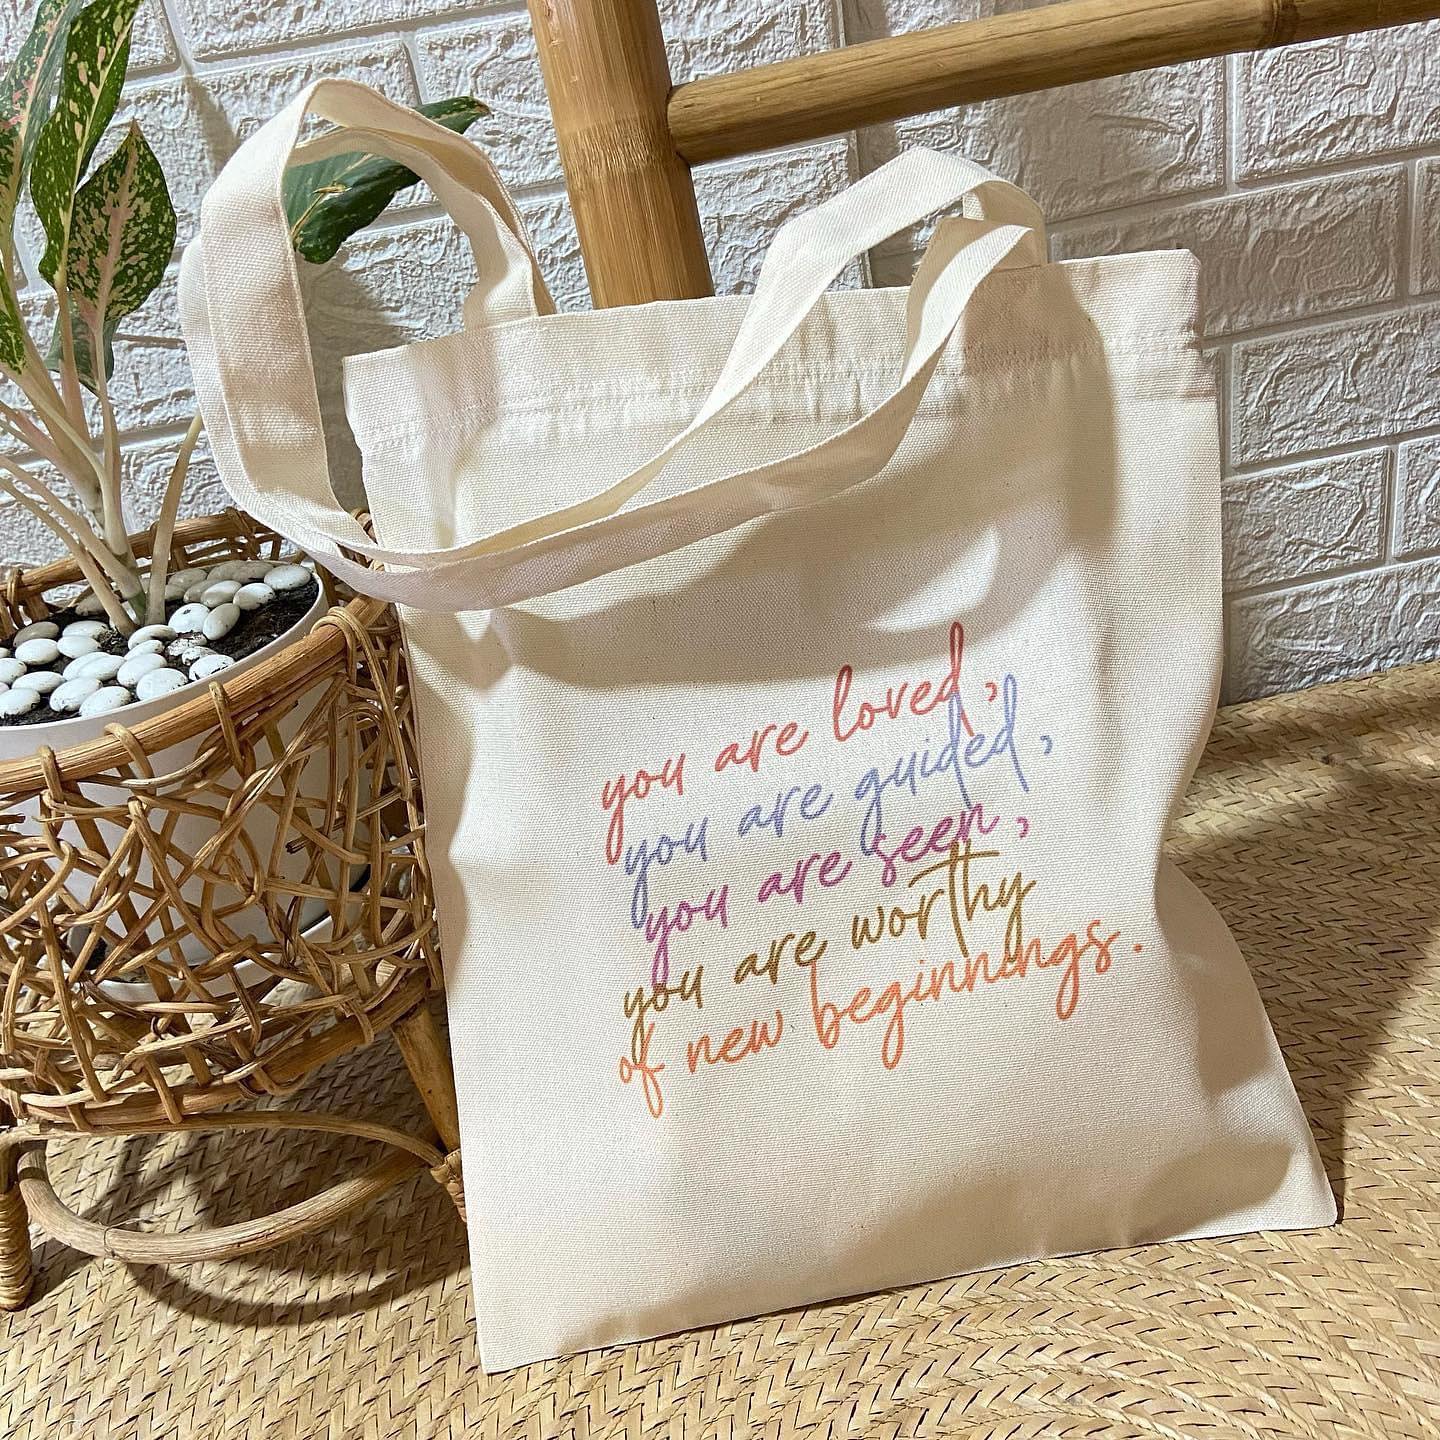 you are loved,
you are guided,
you are seen,
you are worthy
of new beginnings.